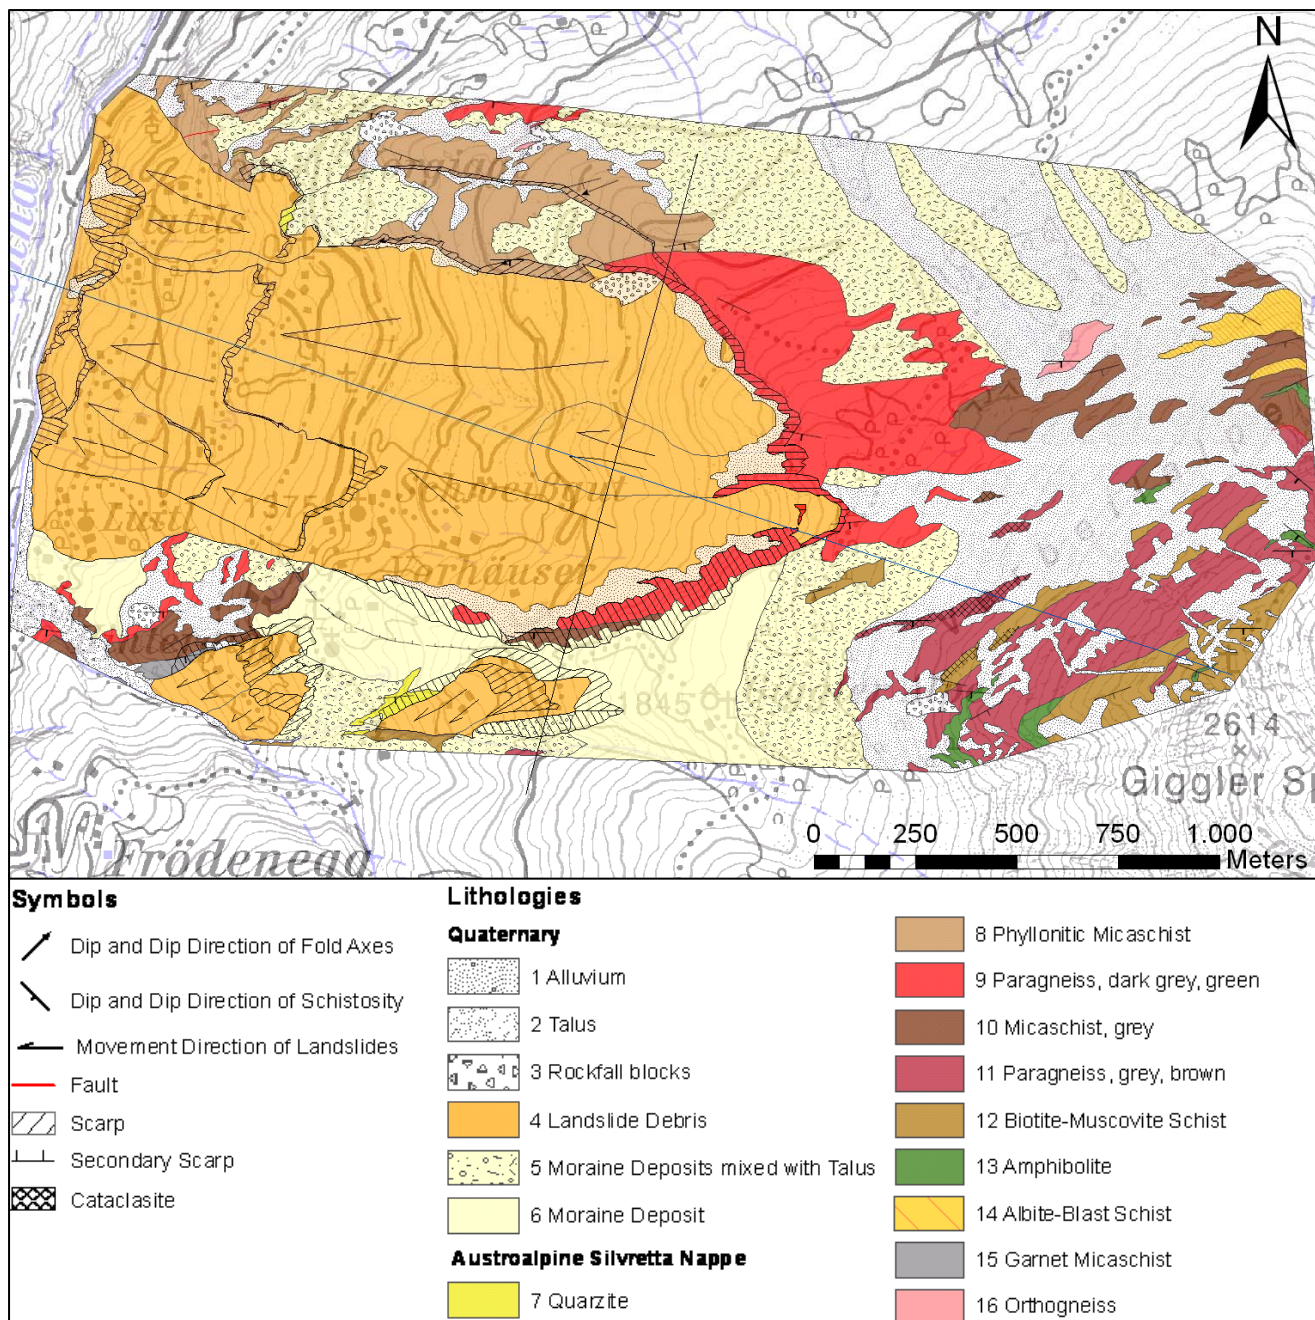 N
1375
Schweigut
Vorhäuser
1845
2614
Giggler Sp
Frödenegg
0 250 500 750 1.000
Meters
Symbols
Dip and Dip Direction of Fold Axes
Dip and Dip Direction of Schistosity
Movement Direction of Landslides
Fault
Scarp
Secondary Scarp
Cataclasite
Lithologies
Quaternary
1 Alluvium
2 Talus
3 Rockfall blocks
4 Landslide Debris
5 Moraine Deposits mixed with Talus
6 Moraine Deposit
Austroalpine Silvretta Nappe
7 Quarzite
8 Phyllonitic Micaschist
9 Paragneiss, dark grey, green
10 Micaschist, grey
11 Paragneiss, grey, brown
12 Biotite-Muscovite Schist
13 Amphibolite
14 Albite-Blast Schist
15 Garnet Micaschist
16 Orthogneiss